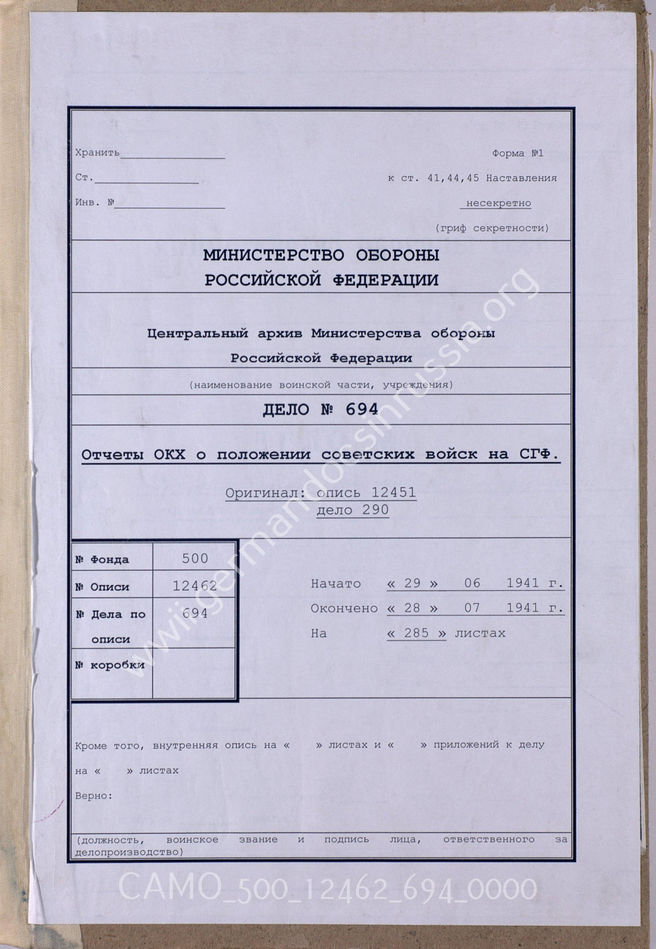 Хранить
Форма №1
Ст.
к ст. 41,44,45 Наставления
Инв. №
несекретно
(гриф секретности)
МИНИСТЕРСТВО ОБОРОНЫ
РОССИЙСКОЙ ФЕДЕРАЦИИ
Центральный архив Министерства обороны
Российской Федерации
(наименование воинской части, учреждения)
ДЕЛО № 694
Отчеты ОКХ о положении советских войск на СГФ.
Оригинал: опись 12451
дело 290
№ Фонда 500
№ Описи 12462
№ Дела по 694
описи
№ коробки
Начато « 29 » 06 1941 г.
Окончено « 28 » 07 1941 г.
На « 285 » листах
Кроме того, внутренняя опись на « » листах и « » приложений к делу
на « » листах
Верно:
(должность, воинское звание и подпись лица, ответственного за
делопроизводство)
wwii.germandocsinrussia.org
CAMO_500_12462_694_0000